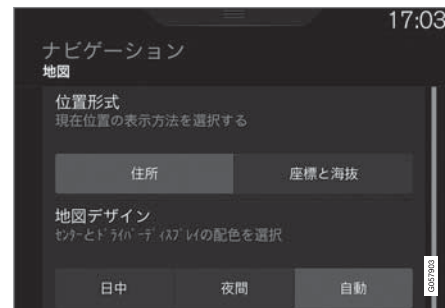 17:03
ナビゲーション
地図
位置形式
現在位置の表示方法を選択する
住所 座標と海抜
地図デザイン
ｾﾝﾀｰとﾄﾞﾗｲﾊﾞｰﾃﾞｨｽﾌﾟﾚｲの配色を選択
日中 夜間 自動
G057903